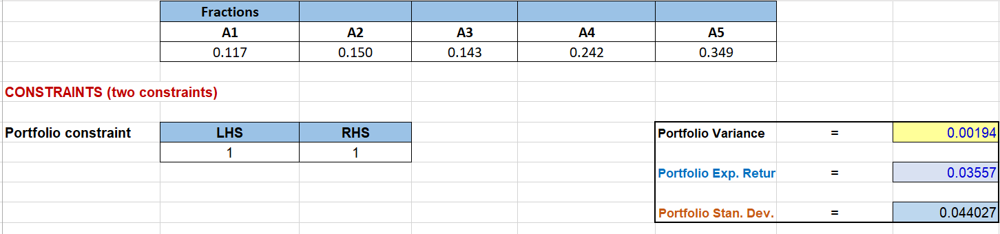 Fractions
A1 A2 A3 A4 A5
0.117 0.150 0.143 0.242 0.349
CONSTRAINTS (two constraints)
Portfolio constraint LHS RHS Portfolio Variance = 0.00194
1 1
Portfolio Exp. Retur = 0.03557
Portfolio Stan. Dev. = 0.044027